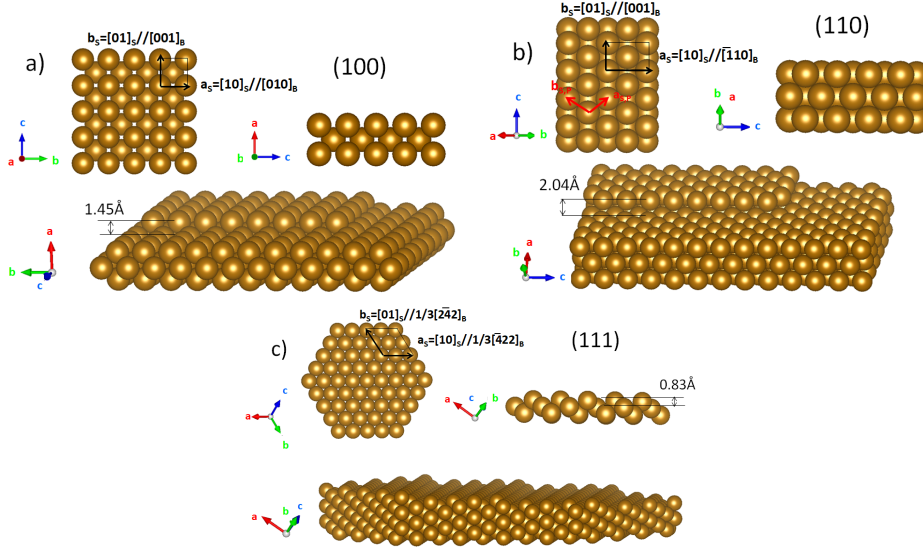 a)
b_S=[01]_S//[001]_B
(100)
a_S=[10]_S//[010]_B
c
a
b
a
b
c
1.45Å
a
b
c
b)
b_S=[01]_S//[001]_B
(110)
a_S=[10]_S//[1̅10]_B
b_S,P
a_S,P
c
a
b
b
a
c
2.04Å
a
b
c
c)
b_S=[01]_S//1/3[2̅4̅2]_B
a_S=[10]_S//1/3[4̅22]_B
(111)
c
a
b
c
b
a
0.83Å
c
b
a